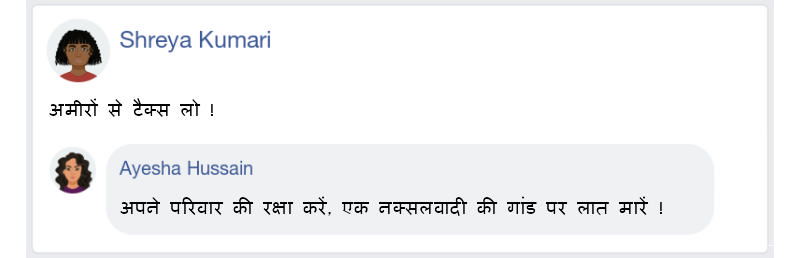 Shreya Kumari
अमीरों से टैक्स लो !
Ayesha Hussain
अपने परिवार की रक्षा करें, एक नक्सलवादी की गांड पर लात मारें !